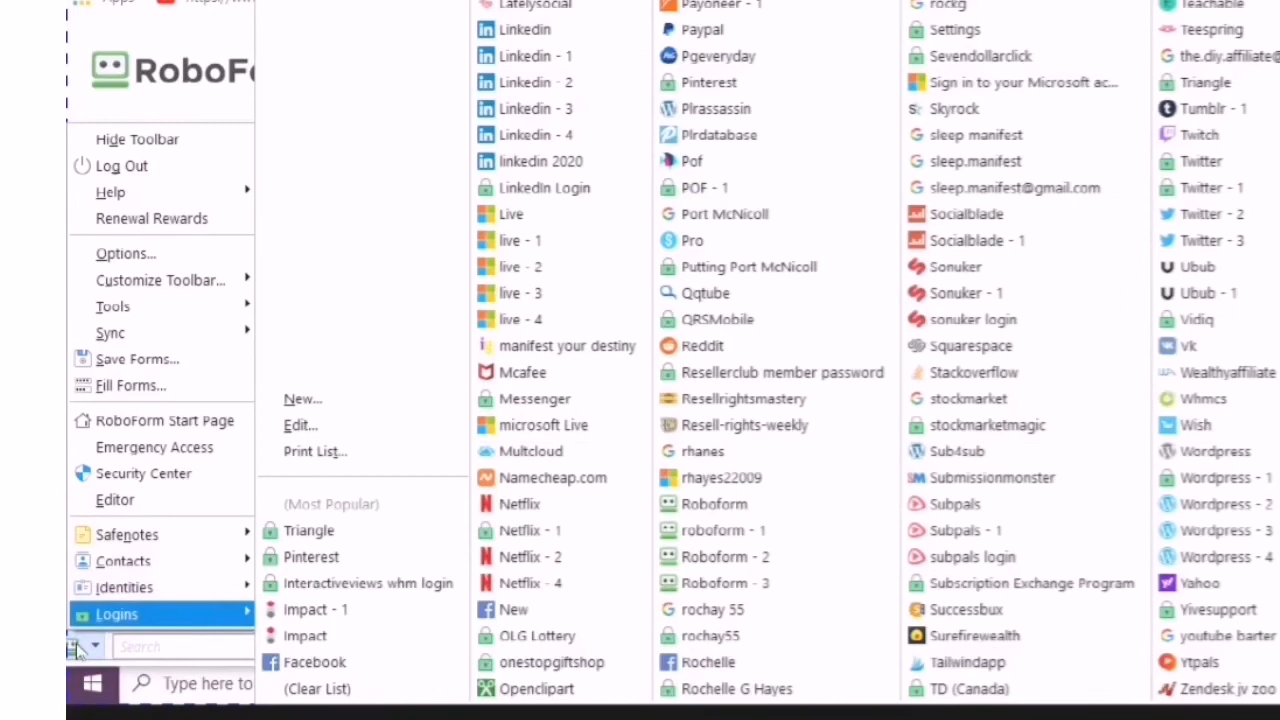 Apps
RoboFo
Hide Toolbar
Log Out
Help
Renewal Rewards
Options...
Customize Toolbar...
Tools
Sync
Save Forms...
Fill Forms...
RoboForm Start Page
Emergency Access
Security Center
Editor
Safenotes
Contacts
Identities
Logins
Search
Type here to
New...
Edit...
Print List...
(Most Popular)
Triangle
Pinterest
Interactiveviews whm login
Impact - 1
Impact
Facebook
(Clear List)
Latelysocial
Linkedin
Linkedin - 1
Linkedin - 2
Linkedin - 3
Linkedin - 4
linkedin 2020
LinkedIn Login
Live
live - 1
live - 2
live - 3
live - 4
manifest your destiny
Mcafee
Messenger
microsoft Live
Multcloud
Namecheap.com
Netflix
Netflix - 1
Netflix - 2
Netflix - 4
New
OLG Lottery
onestopgiftshop
Openclipart
Payoneer - 1
Paypal
Pgeveryday
Pinterest
Plrassassin
Plrdatabase
Pof
POF - 1
Port McNicoll
Pro
Putting Port McNicoll
Qqtube
QRSMobile
Reddit
Resellerclub member password
Resellrightsmastery
Resell-rights-weekly
rhanes
rhayes22009
Roboform
roboform - 1
Roboform - 2
Roboform - 3
rochay 55
rochay55
Rochelle
Rochelle G Hayes
rockg
Settings
Sevendollarclick
Sign in to your Microsoft ac...
Skyrock
sleep manifest
sleep.manifest
sleep.manifest@gmail.com
Socialblade
Socialblade - 1
Sonuker
Sonuker - 1
sonuker login
Squarespace
Stackoverflow
stockmarket
stockmarketmagic
Sub4sub
Submissionmonster
Subpals
Subpals - 1
subpals login
Subscription Exchange Program
Successbux
Surefirewealth
Tailwindapp
TD (Canada)
Teachable
Teespring
the.diy.affiliate@
Triangle
Tumblr - 1
Twitch
Twitter
Twitter - 1
Twitter - 2
Twitter - 3
Ubub
Ubub - 1
Vidiq
Vk
Wealthyaffiliate
Whmcs
Wish
Wordpress
Wordpress - 1
Wordpress - 2
Wordpress - 3
Wordpress - 4
Yahoo
Yivesupport
youtube barter
Ytpals
Zendesk jv zoo